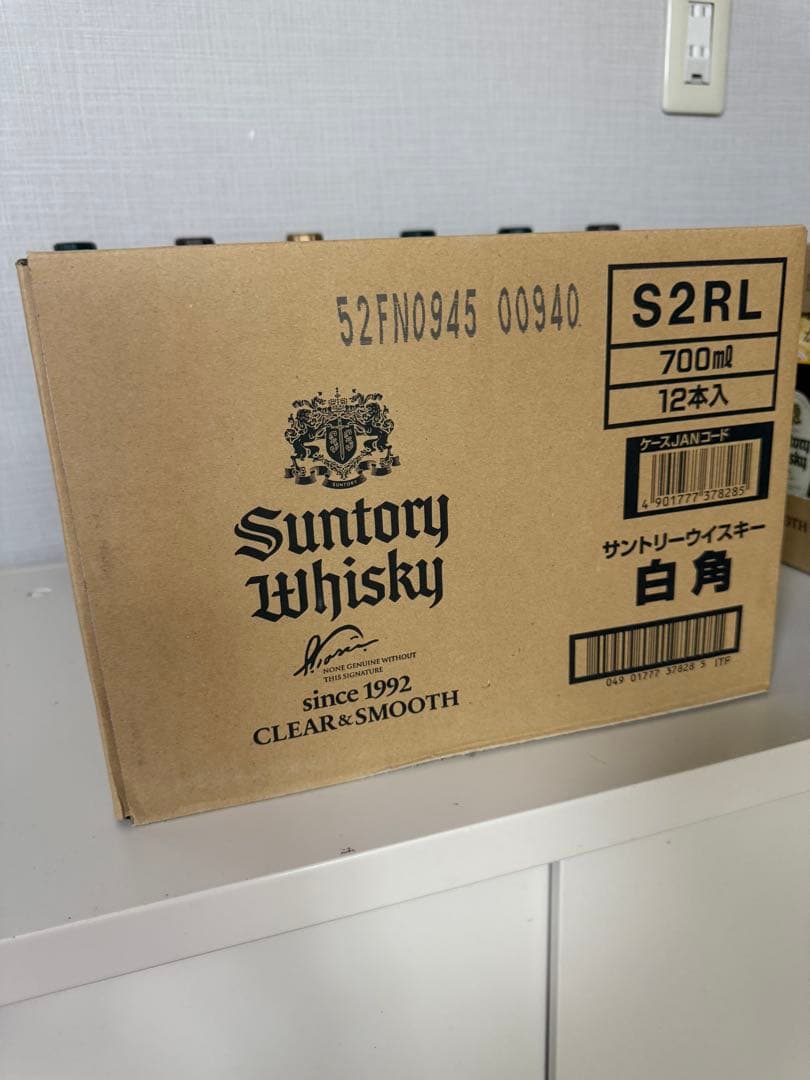 52FN0945 00940
S2RL
700ml
12本入
ケースJANコード
4 901777 378285
サントリーウイスキー
白角
049 01777 37828 5 ITF
SUNTORY
Suntory
Whisky
NONE GENUINE WITHOUT
THIS SIGNATURE
since 1992
CLEAR&SMOOTH